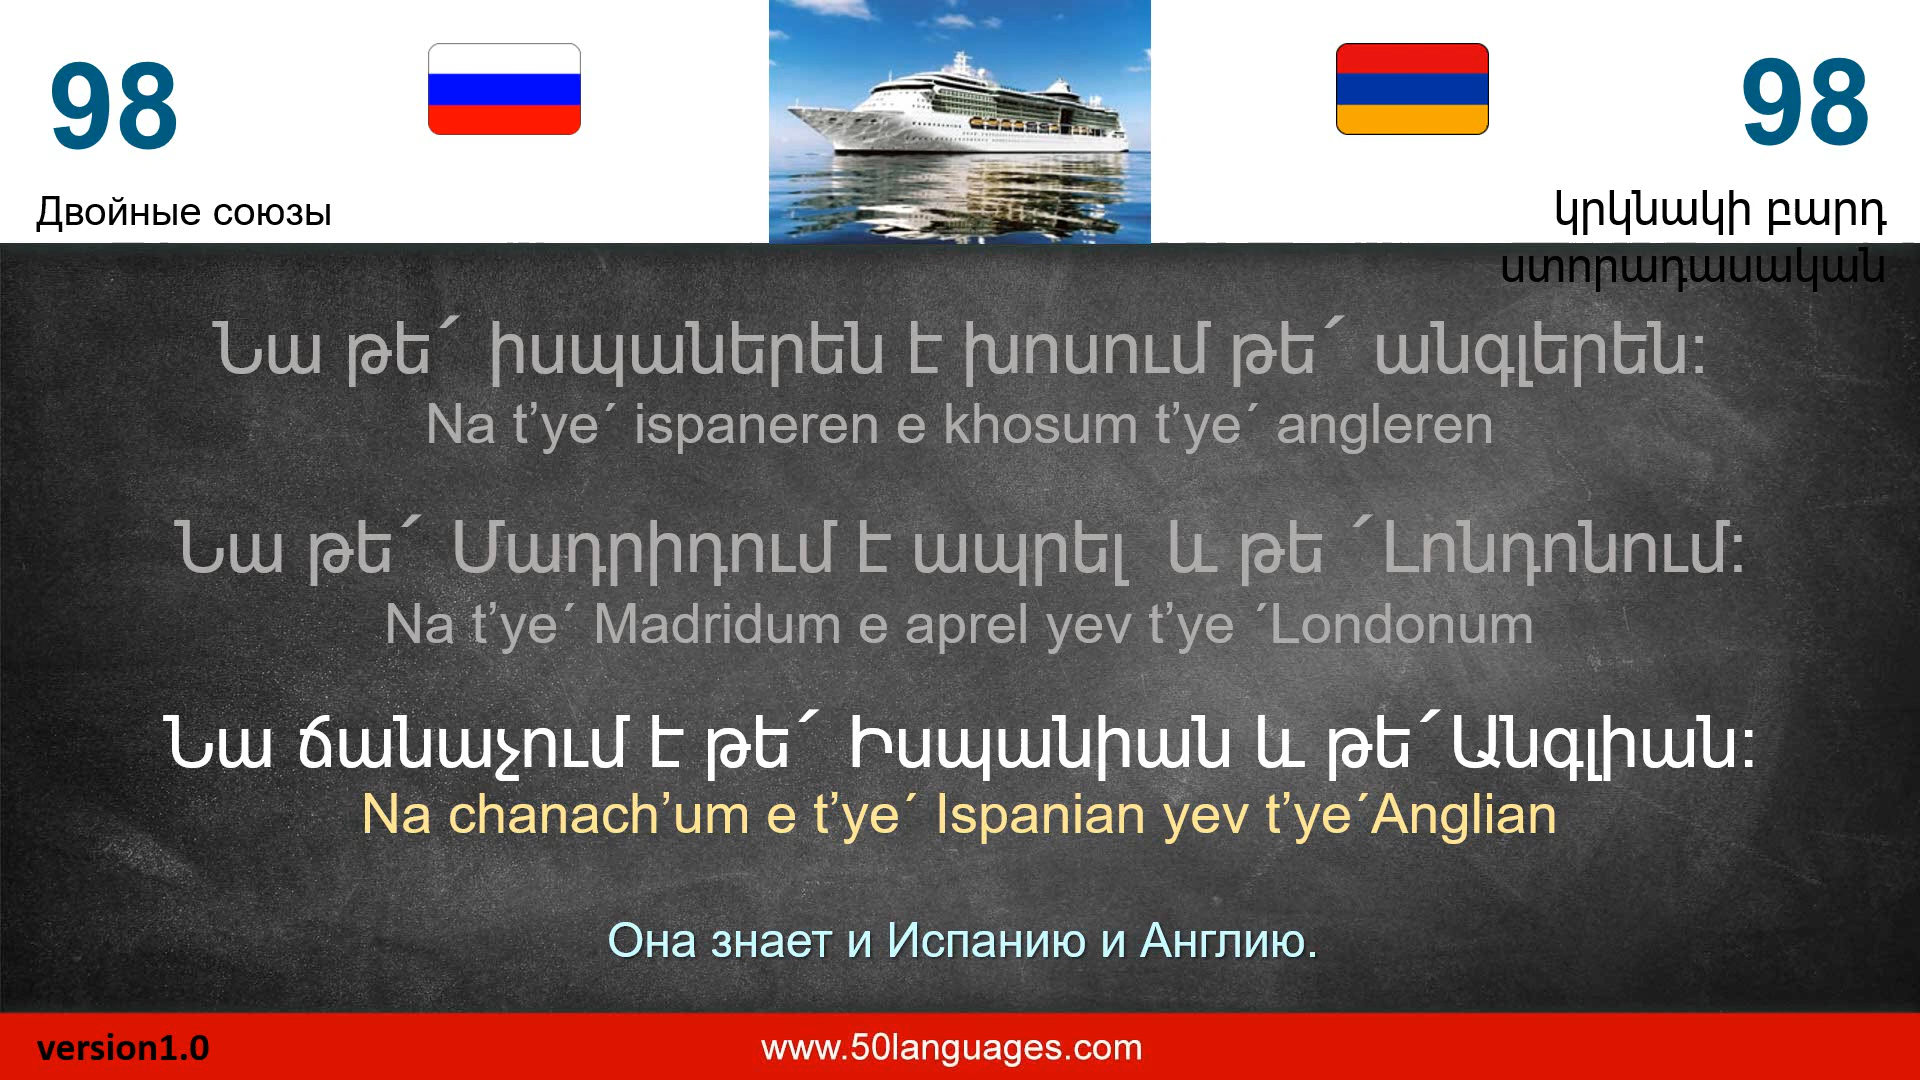 98
98
Двойные союзы
կրկնակի բարդ
ստորադասական
Նա թե՛ իսպաներեն է խոսում թե՛ անգլերեն:
Na t’ye՛ ispaneren e khosum t’ye՛ angleren
Նա թե՛ Մադրիդում է ապրել և թե ՛Լոնդոնում:
Na t’ye՛ Madridum e aprel yev t’ye ՛Londonum
Նա ճանաչում է թե՛ Իսպանիան և թե՛Անգլիան:
Na chanach’um e t’ye՛ Ispanian yev t’ye՛Anglian
Она знает и Испанию и Англию.
version1.0
www.50languages.com